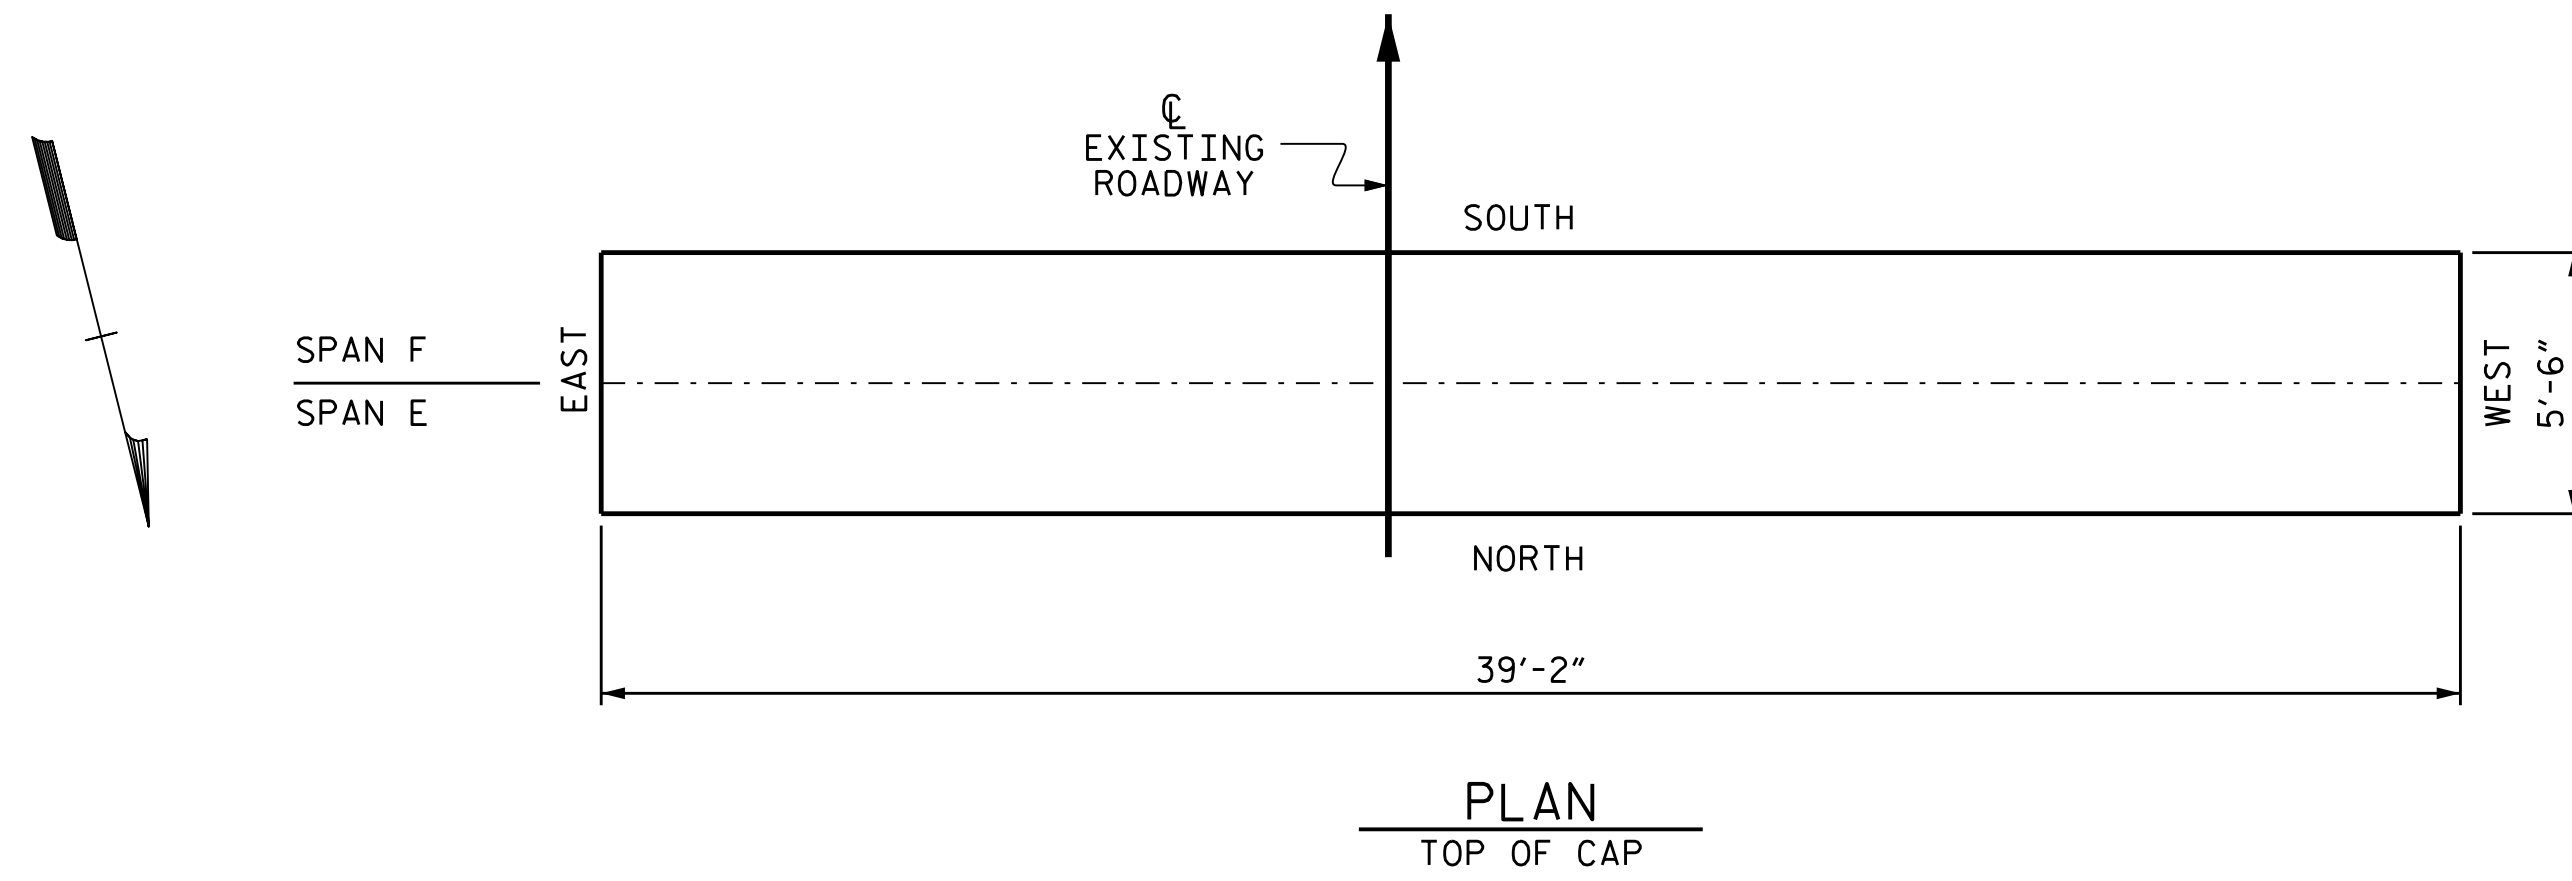 ℄
EXISTING
ROADWAY
SOUTH
SPAN F
SPAN E
EAST
WEST
5'-6"
NORTH
39'-2"
PLAN
TOP OF CAP